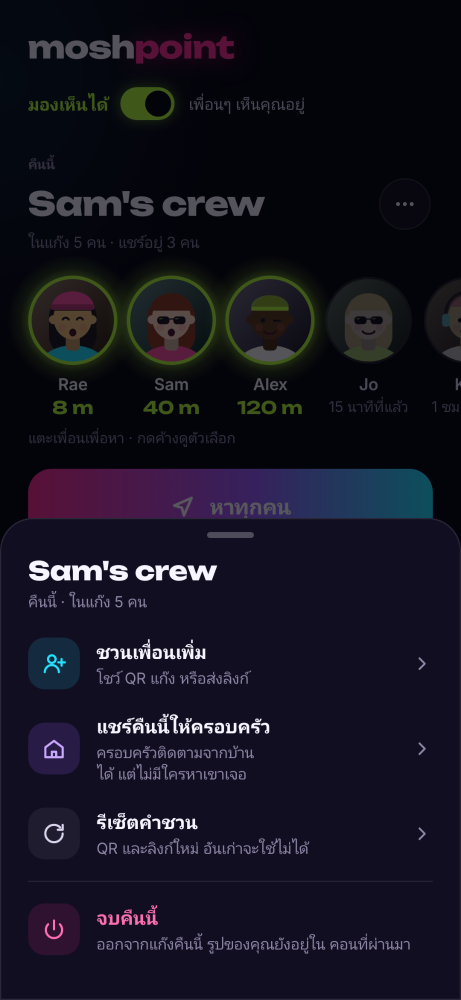 moshpoint
มองเห็นได้ เพื่อนๆ เห็นคุณอยู่
คืนนี้
Sam's crew
ในแก๊ง 5 คน · แชร์อยู่ 3 คน
Rae Sam Alex Jo K
8 m 40 m 120 m 15 นาทีที่แล้ว 1 ชม
แตะเพื่อนเพื่อหา · กดค้างดูตัวเลือก
หาทุกคน
Sam's crew
คืนนี้ · ในแก๊ง 5 คน
ชวนเพื่อนเพิ่ม
โชว์ QR แก๊ง หรือส่งลิงก์
แชร์คืนนี้ให้ครอบครัว
ครอบครัวติดตามจากบ้าน
ได้ แต่ไม่มีใครหาเขาเจอ
รีเซ็ตคำชวน
QR และลิงก์ใหม่ อันเก่าจะใช้ไม่ได้
จบคืนนี้
ออกจากแก๊งคืนนี้ รูปของคุณยังอยู่ใน คอนที่ผ่านมา